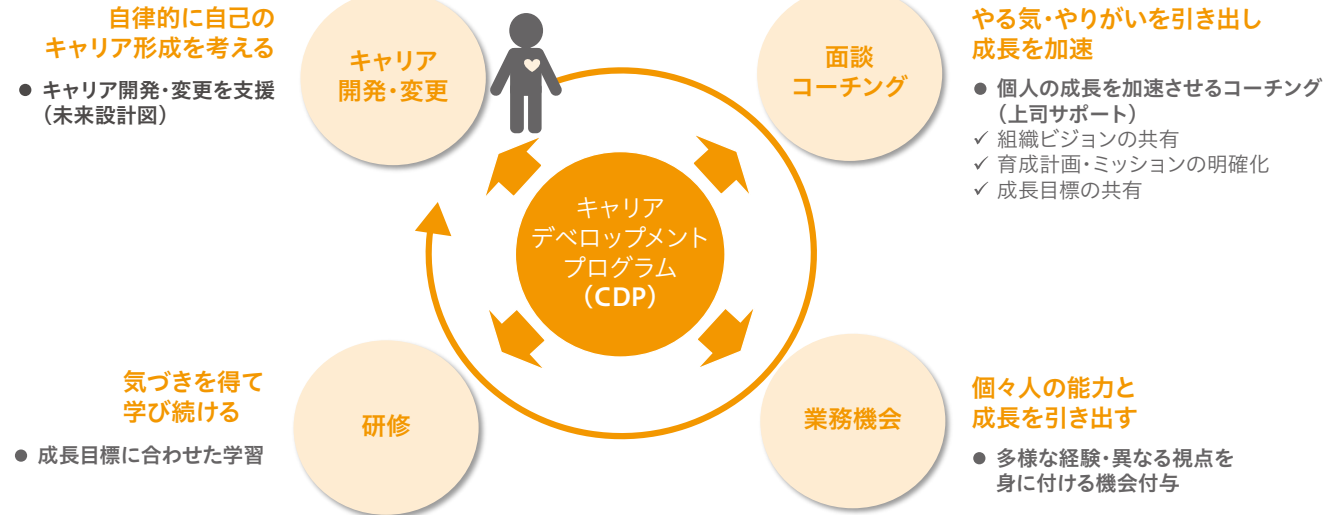 自律的に自己の
キャリア形成を考える
● キャリア開発・変更を支援
（未来設計図）
キャリア
開発・変更
面談
コーチング
やる気・やりがいを引き出し
成長を加速
● 個人の成長を加速させるコーチング
（上司サポート）
✓ 組織ビジョンの共有
✓ 育成計画・ミッションの明確化
✓ 成長目標の共有
キャリア
デベロップメント
プログラム
（CDP）
気づきを得て
学び続ける
● 成長目標に合わせた学習
研修
業務機会
個々人の能力と
成長を引き出す
● 多様な経験・異なる視点を
身に付ける機会付与